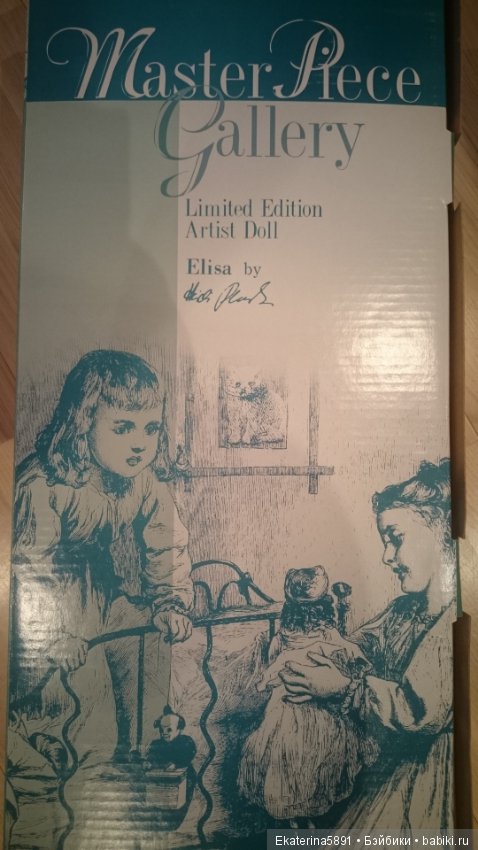 Master Piece
Gallery
Limited Edition
Artist Doll
Elisa by
Ekaterina5891 • Бэйбики • babiki.ru